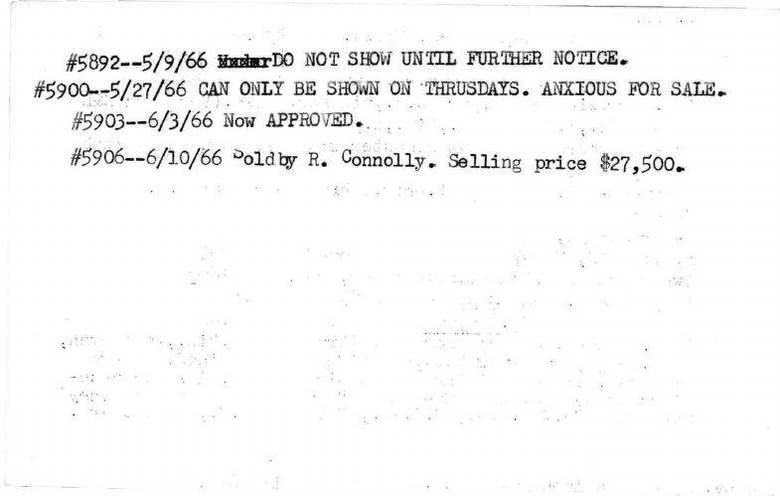 #5892--5/9/66 DO NOT SHOW UNTIL FURTHER NOTICE.
#5900--5/27/66 CAN ONLY BE SHOWN ON THRUSDAYS. ANXIOUS FOR SALE.
#5903--6/3/66 Now APPROVED.
#5906--6/10/66 Sold by R. Connolly. Selling price $27,500.